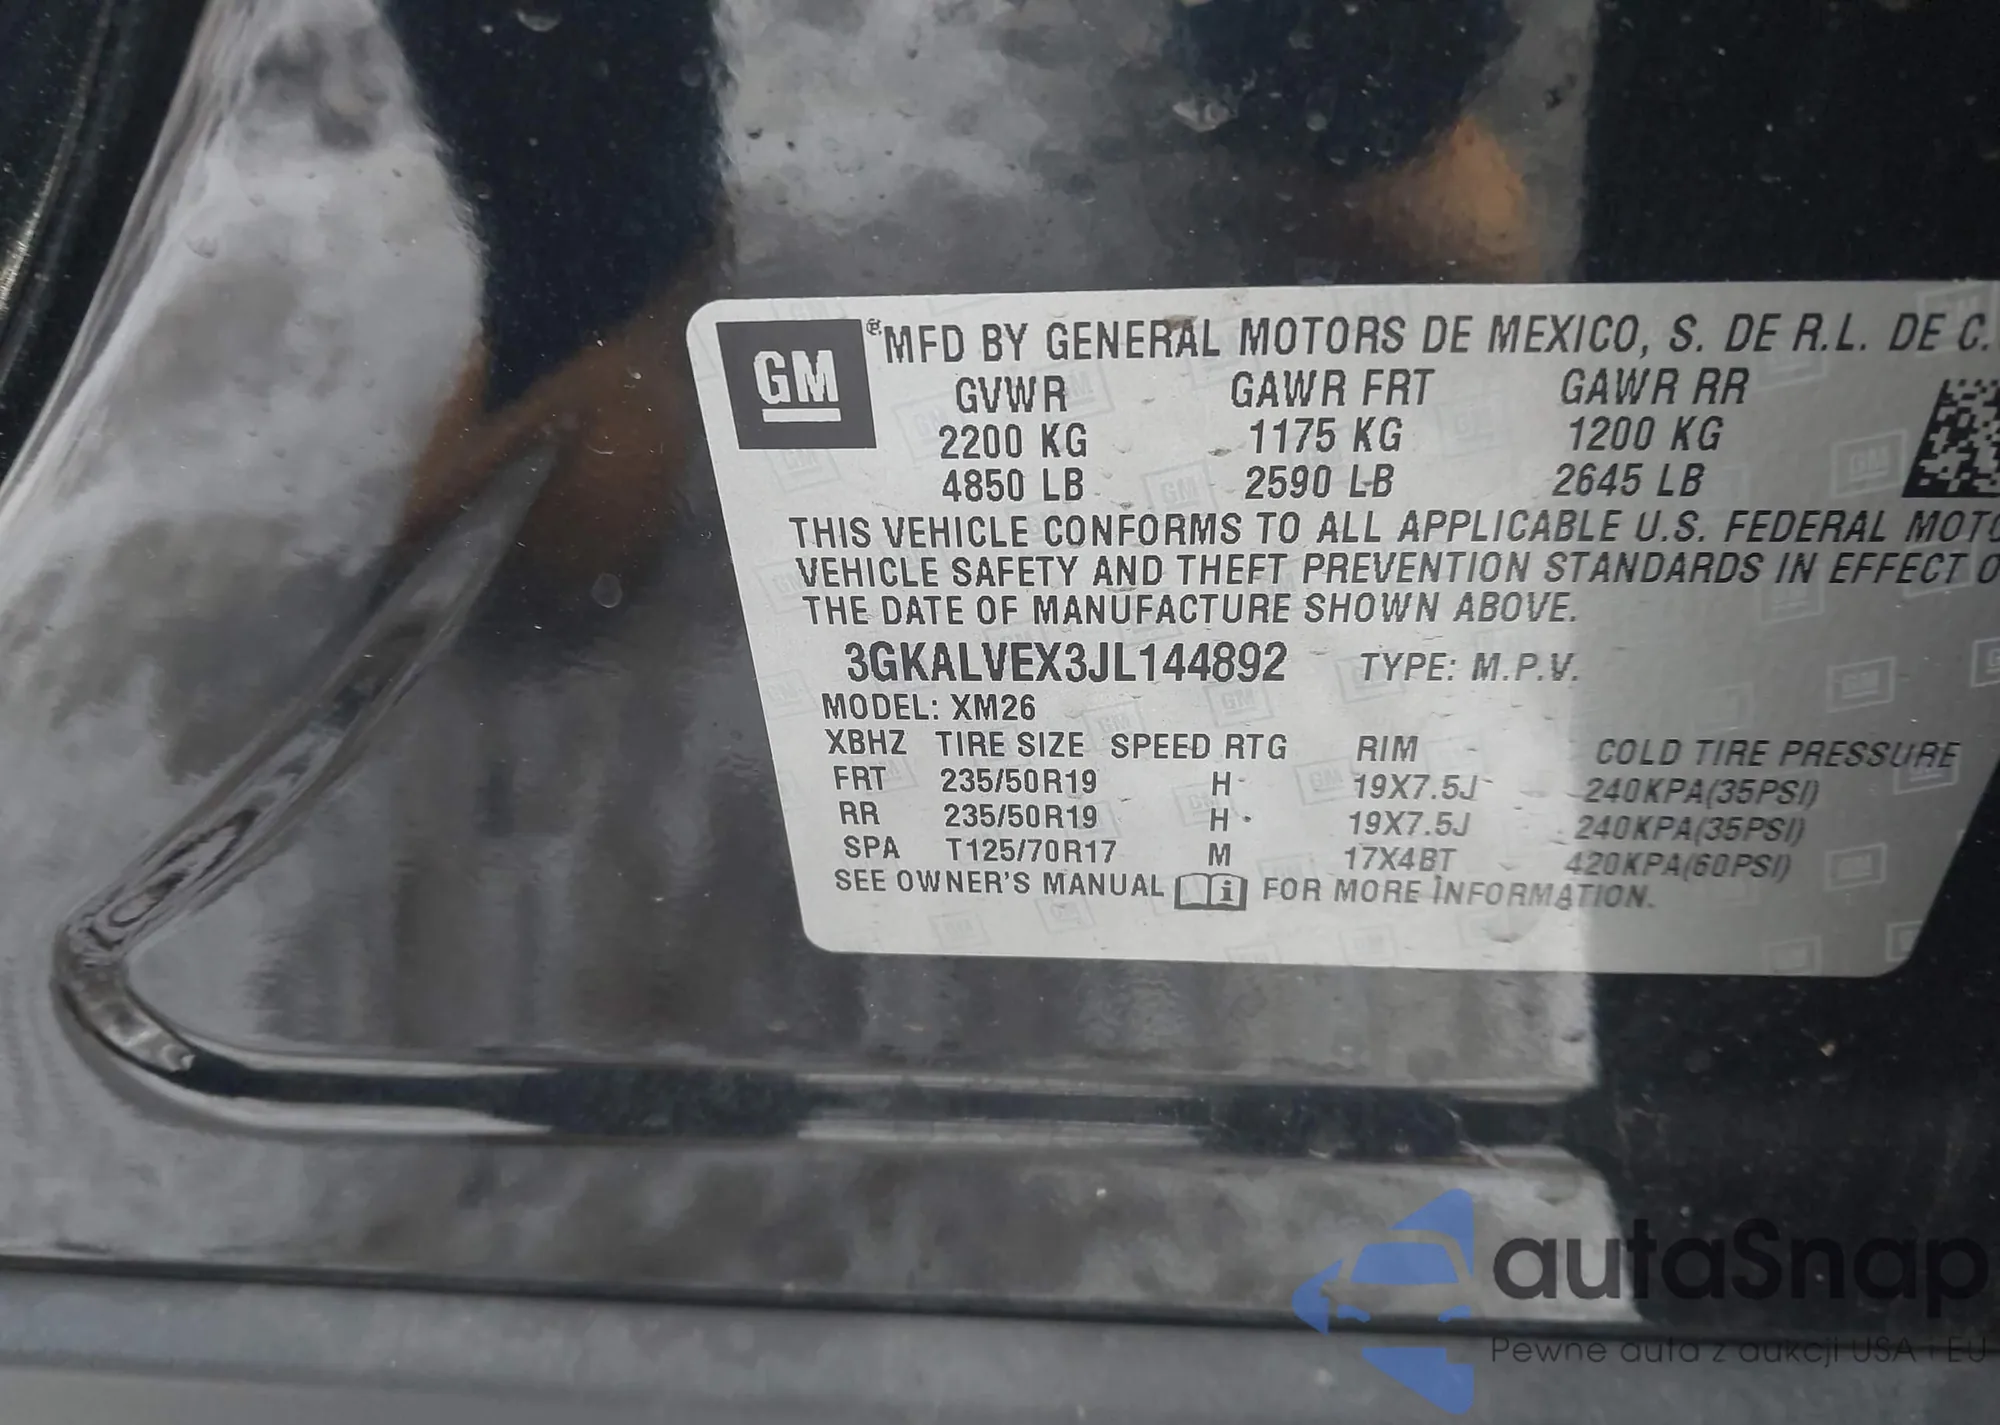 GM ® MFD BY GENERAL MOTORS DE MEXICO, S. DE R.L. DE C.
GVWR GAWR FRT GAWR RR
2200 KG 1175 KG 1200 KG
4850 LB 2590 LB 2645 LB
THIS VEHICLE CONFORMS TO ALL APPLICABLE U.S. FEDERAL MOTO
VEHICLE SAFETY AND THEFT PREVENTION STANDARDS IN EFFECT O
THE DATE OF MANUFACTURE SHOWN ABOVE.
3GKALVEX3JL144892 TYPE: M.P.V.
MODEL: XM26
XBHZ TIRE SIZE SPEED RTG RIM COLD TIRE PRESSURE
FRT 235/50R19 H 19X7.5J 240KPA(35PSI)
RR 235/50R19 H 19X7.5J 240KPA(35PSI)
SPA T125/70R17 M 17X4BT 420KPA(60PSI)
SEE OWNER'S MANUAL i FOR MORE INFORMATION.
autaSnap
Pewne auta z aukcji USA i EU